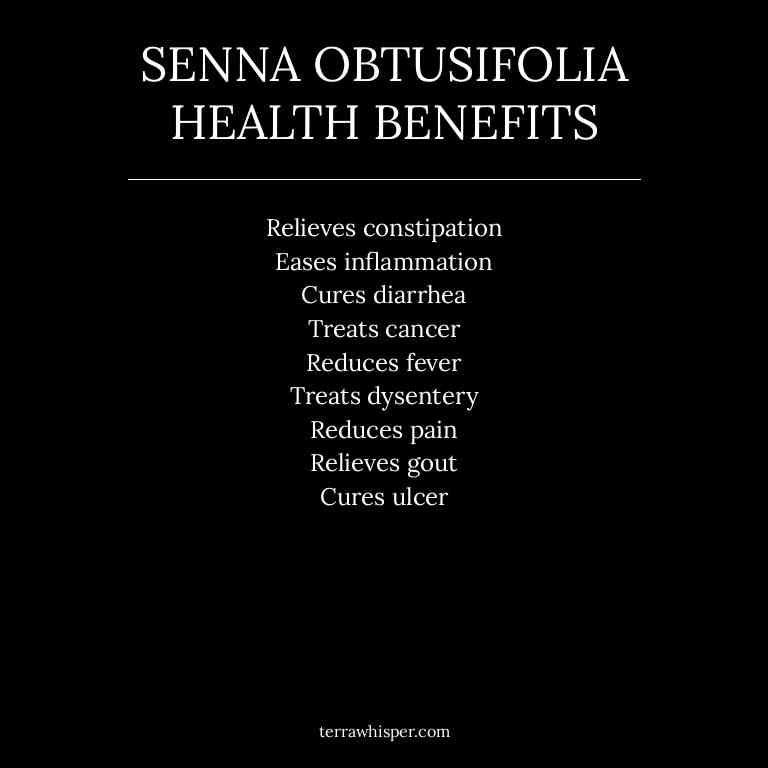 SENNA OBTUSIFOLIA
HEALTH BENEFITS
Relieves constipation
Eases inflammation
Cures diarrhea
Treats cancer
Reduces fever
Treats dysentery
Reduces pain
Relieves gout
Cures ulcer
terrawhisper.com